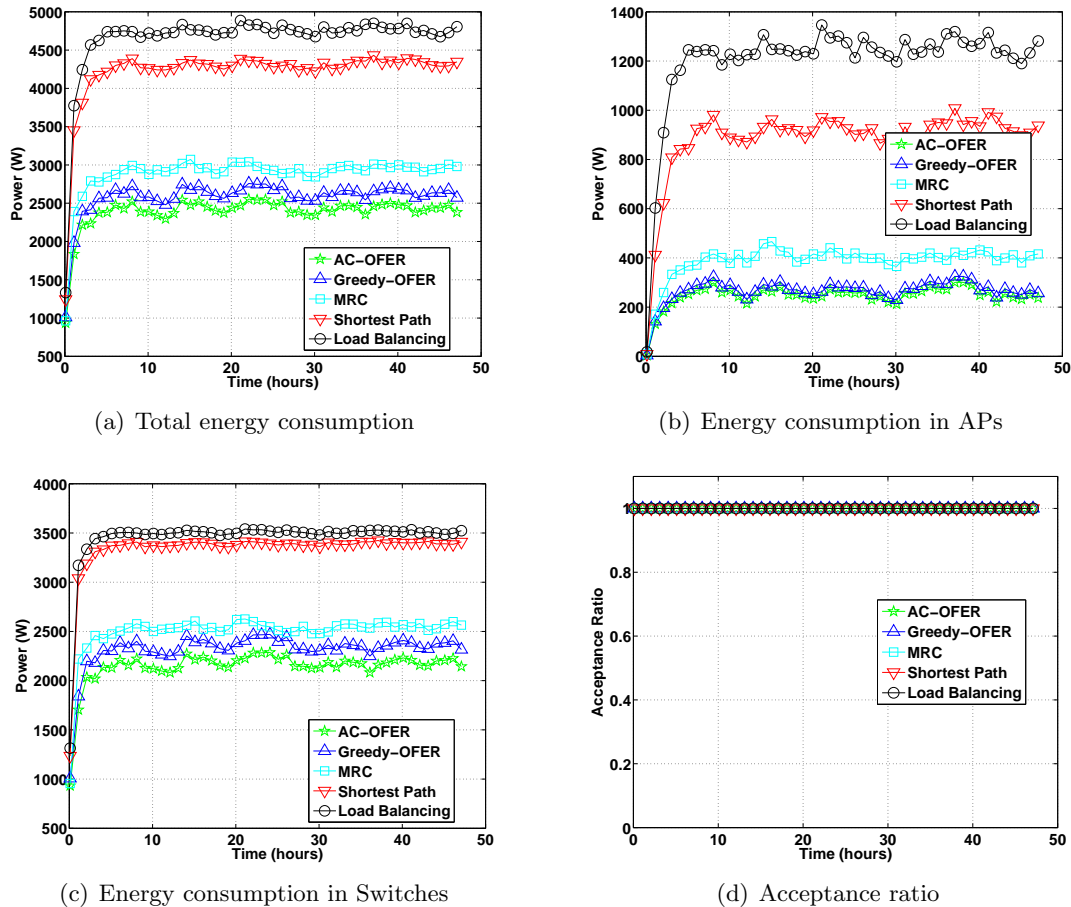 5000
4500
4000
3500
3000
2500
2000
1500
1000
500
Power (W)
0 10 20 30 40 50
Time (hours)
AC-OFER
Greedy-OFER
MRC
Shortest Path
Load Balancing
(a) Total energy consumption
1400
1200
1000
800
600
400
200
0
Power (W)
0 10 20 30 40 50
Time (hours)
AC-OFER
Greedy-OFER
MRC
Shortest Path
Load Balancing
(b) Energy consumption in APs
4000
3500
3000
2500
2000
1500
1000
500
Power (W)
0 10 20 30 40 50
Time (hours)
AC-OFER
Greedy-OFER
MRC
Shortest Path
Load Balancing
(c) Energy consumption in Switches
1
0.8
0.6
0.4
0.2
0
Acceptance Ratio
0 10 20 30 40 50
Time (hours)
AC-OFER
Greedy-OFER
MRC
Shortest Path
Load Balancing
(d) Acceptance ratio